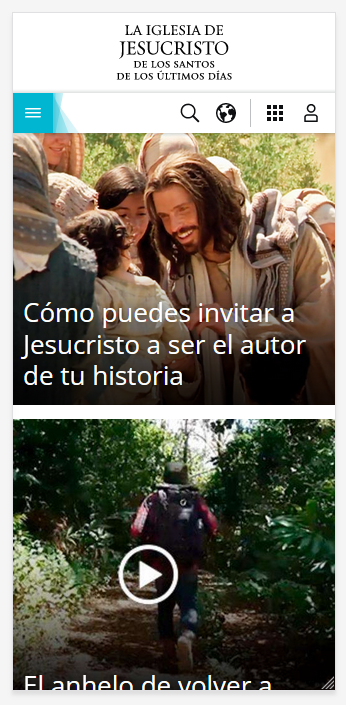 LA IGLESIA DE
JESUCRISTO
DE LOS SANTOS
DE LOS ÚLTIMOS DÍAS
Cómo puedes invitar a
Jesucristo a ser el autor
de tu historia
El anhelo de volver a